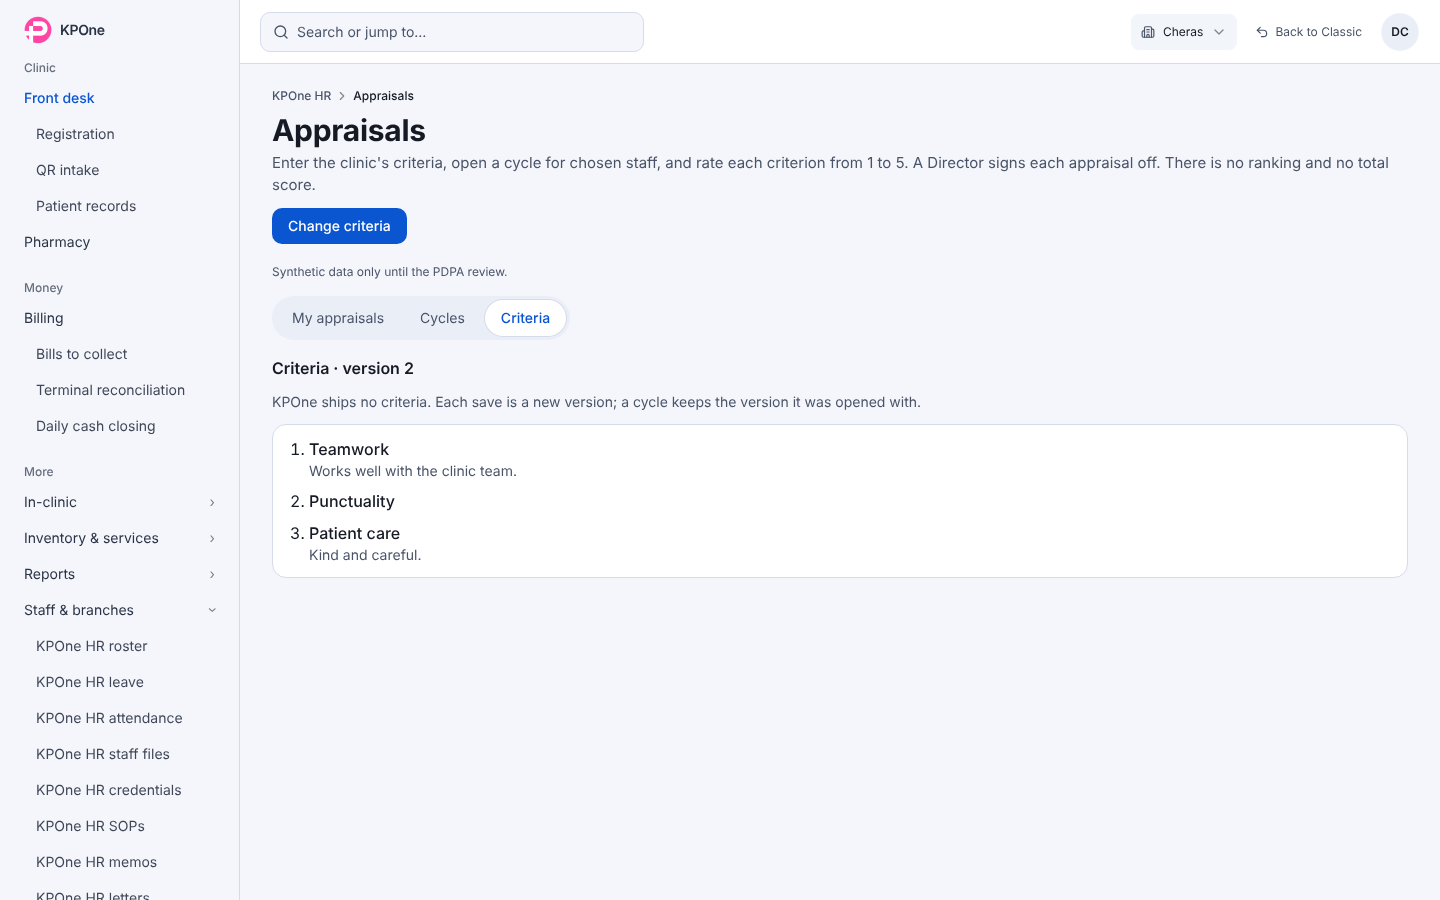 KPOne
Clinic
Front desk
Registration
QR intake
Patient records
Pharmacy
Money
Billing
Bills to collect
Terminal reconciliation
Daily cash closing
More
In-clinic
Inventory & services
Reports
Staff & branches
KPOne HR roster
KPOne HR leave
KPOne HR attendance
KPOne HR staff files
KPOne HR credentials
KPOne HR SOPs
KPOne HR memos
KPOne HR letters
Search or jump to...
Cheras
Back to Classic
DC
KPOne HR > Appraisals
Appraisals
Enter the clinic's criteria, open a cycle for chosen staff, and rate each criterion from 1 to 5. A Director signs each appraisal off. There is no ranking and no total
score.
Change criteria
Synthetic data only until the PDPA review.
My appraisals Cycles Criteria
Criteria · version 2
KPOne ships no criteria. Each save is a new version; a cycle keeps the version it was opened with.
1. Teamwork
Works well with the clinic team.
2. Punctuality
3. Patient care
Kind and careful.